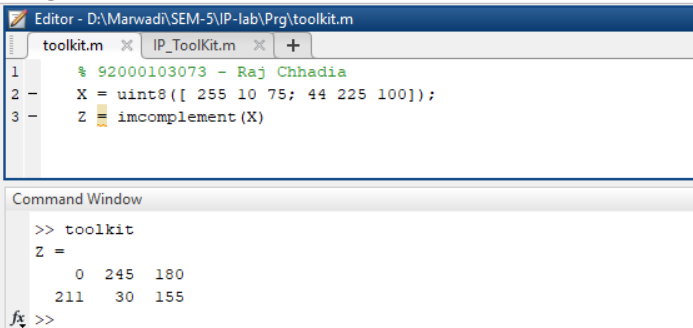 Editor - D:\Marwadi\SEM-5\IP-lab\Prg\toolkit.m
toolkit.m × IP_ToolKit.m × +
1 % 92000103073 - Raj Chhadia
2 - X = uint8([ 255 10 75; 44 225 100]);
3 - Z = imcomplement(X)
Command Window
>> toolkit
Z =
0 245 180
211 30 155
fx >>